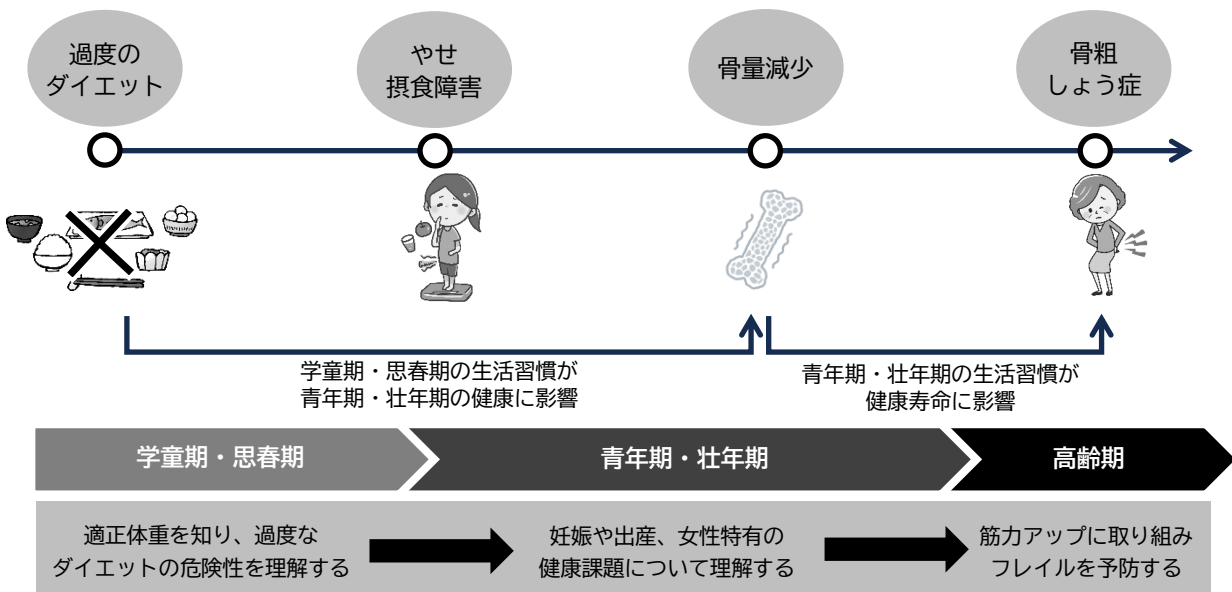 過度の
ダイエット
やせ
摂食障害
骨量減少
骨粗
しょう症
学童期・思春期の生活習慣が
青年期・壮年期の健康に影響
青年期・壮年期の生活習慣が
健康寿命に影響
学童期・思春期
青年期・壮年期
高齢期
適正体重を知り、過度な
ダイエットの危険性を理解する
妊娠や出産、女性特有の
健康課題について理解する
筋力アップに取り組み
フレイルを予防する